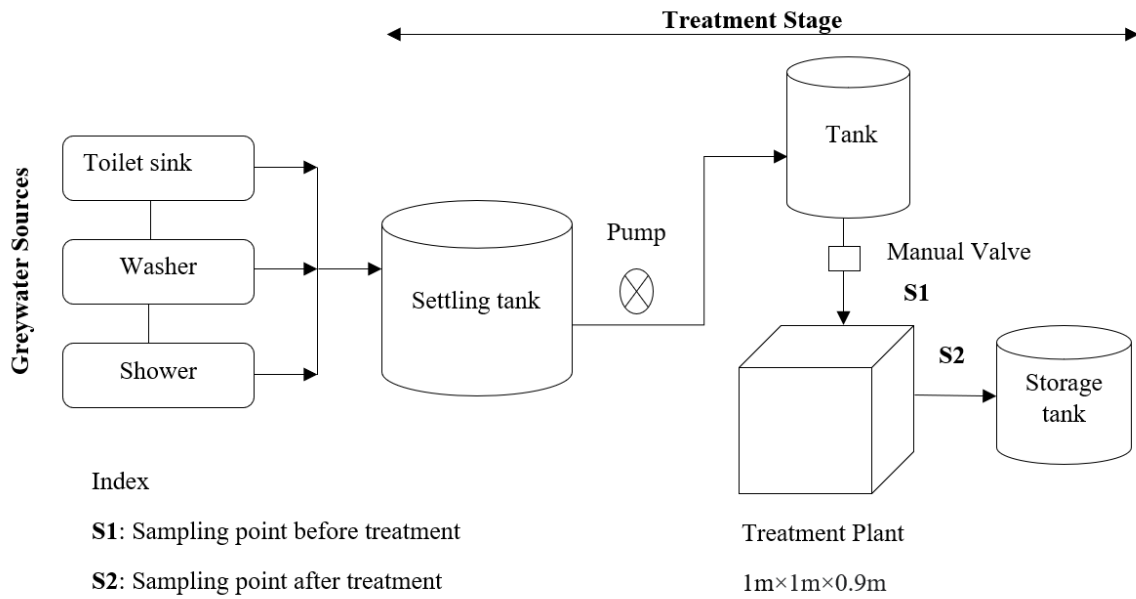 Treatment Stage
Greywater Sources
Toilet sink
Washer
Shower
Settling tank
Pump
Tank
Manual Valve
S1
S2
Storage
tank
Index
S1: Sampling point before treatment
S2: Sampling point after treatment
Treatment Plant
1m×1m×0.9m